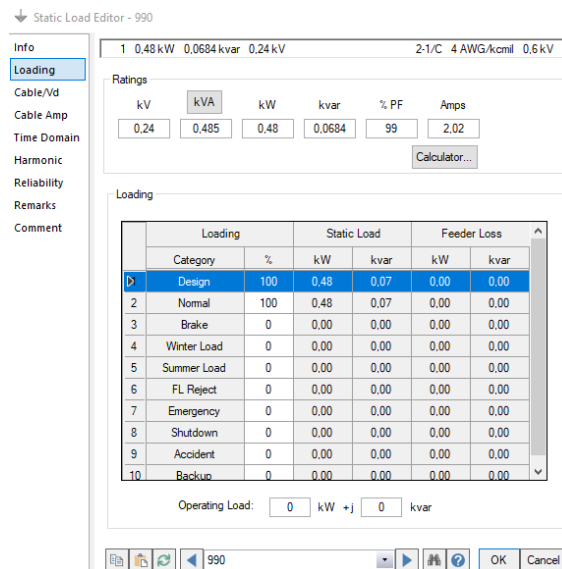 Static Load Editor - 990
Info
Loading
Cable/Vd
Cable Amp
Time Domain
Harmonic
Reliability
Remarks
Comment
1 0,48 kW 0,0684 kvar 0,24 kV 2-1/C 4 AWG/kcmil 0,6 kV
Ratings
kV kVA kW kvar % PF Amps
0,24 0,485 0,48 0,0684 99 2,02
Calculator...
Loading
Loading Static Load Feeder Loss
Category % kW kvar kW kvar
Design 100 0,48 0,07 0,00 0,00
2 Normal 100 0,48 0,07 0,00 0,00
3 Brake 0 0,00 0,00 0,00 0,00
4 Winter Load 0 0,00 0,00 0,00 0,00
5 Summer Load 0 0,00 0,00 0,00 0,00
6 FL Reject 0 0,00 0,00 0,00 0,00
7 Emergency 0 0,00 0,00 0,00 0,00
8 Shutdown 0 0,00 0,00 0,00 0,00
9 Accident 0 0,00 0,00 0,00 0,00
10 Backup 0 0,00 0,00 0,00 0,00
Operating Load: 0 kW +j 0 kvar
990 ? OK Cancel